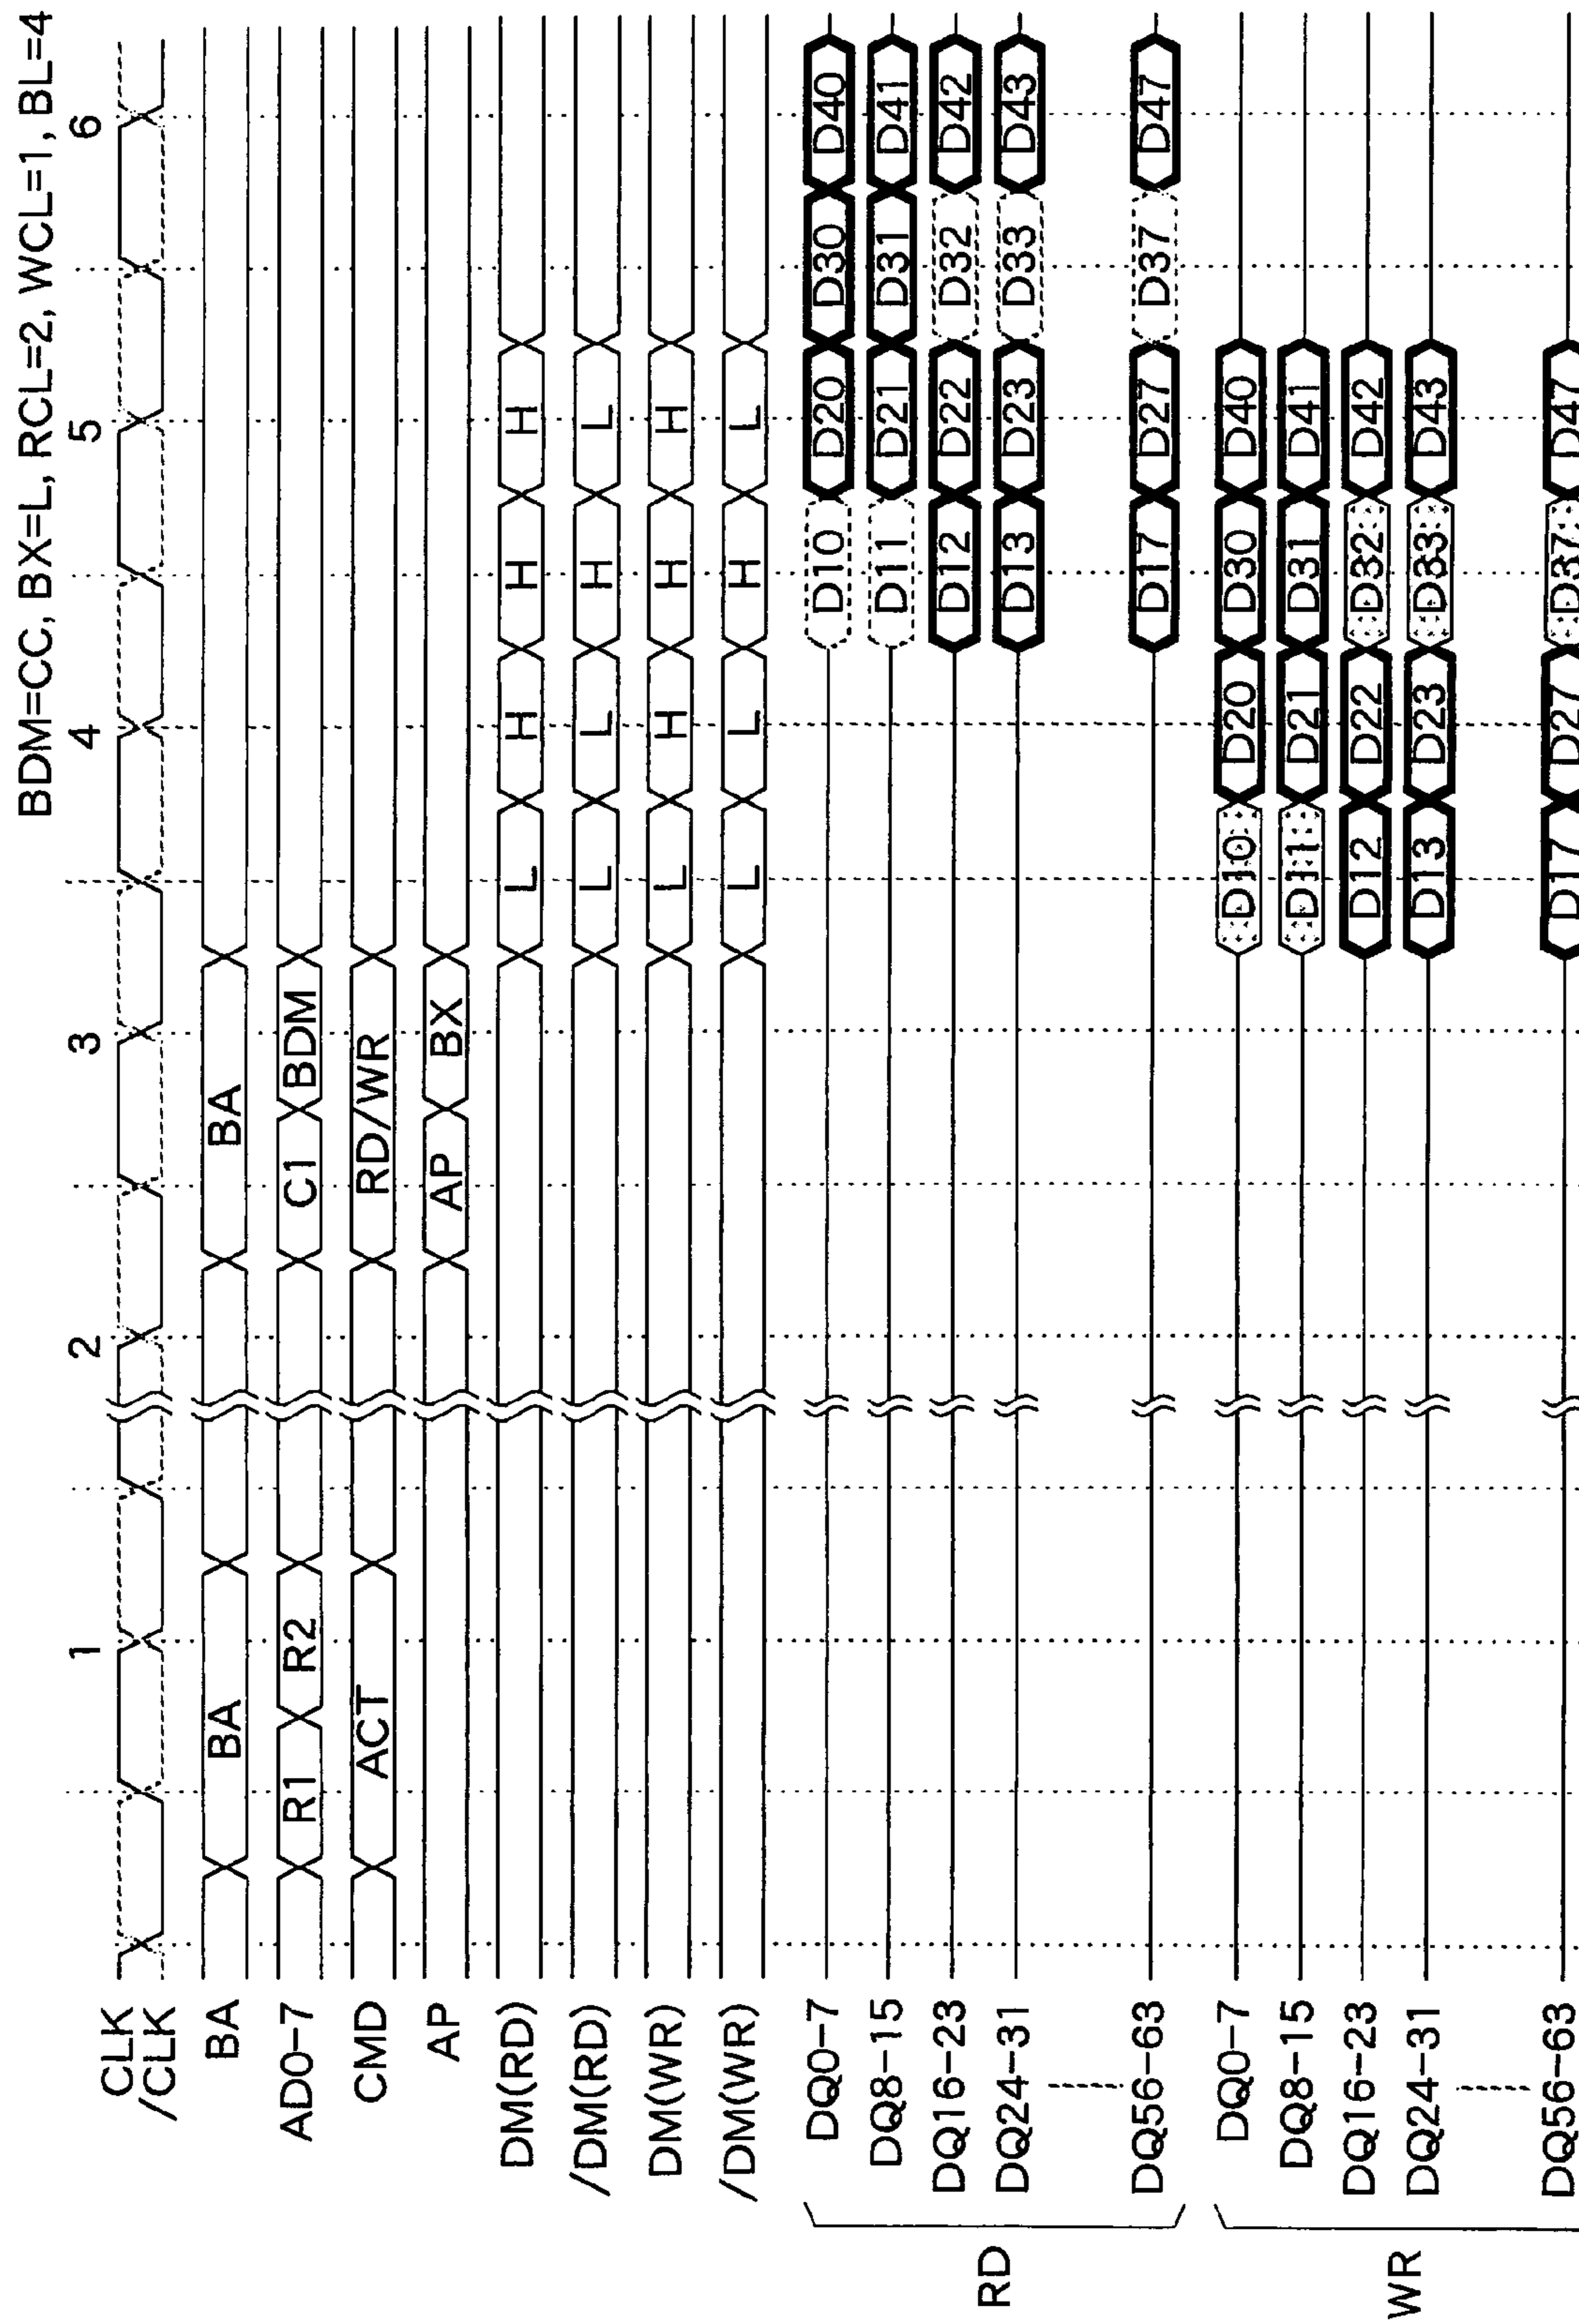 BDM=CC, BX=L, RCL=2, WCL=1, BL=4
1 2 3 4 5 6
CLK
/CLK
BA BA BA
AD0-7 R1 R2 C1 BDM
CMD ACT RD/WR
AP AP BX
DM(RD) L H H H
/DM(RD) L L H L
DM(WR) L H H H
/DM(WR) L L H L
RD
DQ0-7 D10 D20 D30 D40
DQ8-15 D11 D21 D31 D41
DQ16-23 D12 D22 D32 D42
DQ24-31 D13 D23 D33 D43
DQ56-63 D17 D27 D37 D47
WR
DQ0-7 D10 D20 D30 D40
DQ8-15 D11 D21 D31 D41
DQ16-23 D12 D22 D32 D42
DQ24-31 D13 D23 D33 D43
DQ56-63 D17 D27 D37 D47